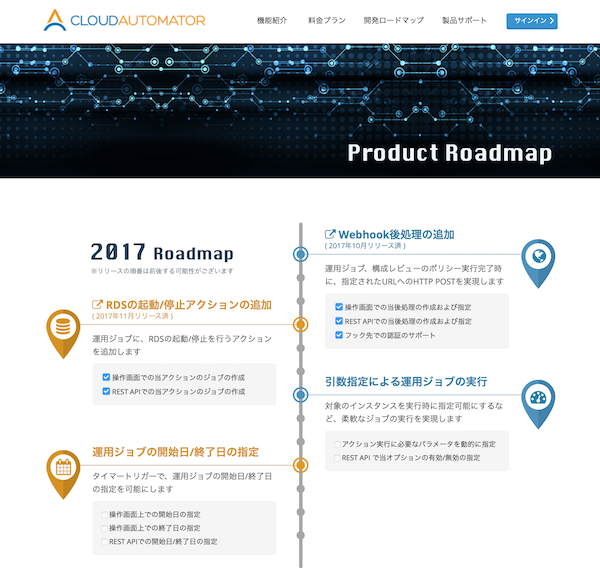 CLOUDAUTOMATOR
機能紹介 料金プラン 開発ロードマップ 製品サポート サインイン
Product Roadmap
2017 Roadmap
※リリースの順番は前後する可能性がございます
Webhook後処理の追加
( 2017年10月リリース済 )
運用ジョブ、構成レビューのポリシー実行完了時
に、指定されたURLへのHTTP POSTを実現します
操作画面での当後処理の作成および指定
REST APIでの当後処理の作成および指定
フック先での認証のサポート
RDSの起動/停止アクションの追加
( 2017年11月リリース済 )
運用ジョブに、RDSの起動/停止を行うアクション
を追加します
操作画面での当アクションのジョブの作成
REST APIでの当アクションのジョブの作成
引数指定による運用ジョブの実行
対象のインスタンスを実行時に指定可能にするな
ど、柔軟なジョブの実行を実現します
アクション実行に必要なパラメータを動的に指定
REST API で当オプションの有効/無効の指定
運用ジョブの開始日/終了日の指定
タイマートリガーで、運用ジョブの開始日/終了日
の指定を可能にします
操作画面上での開始日の指定
操作画面上での終了日の指定
REST APIでの開始日/終了日の指定